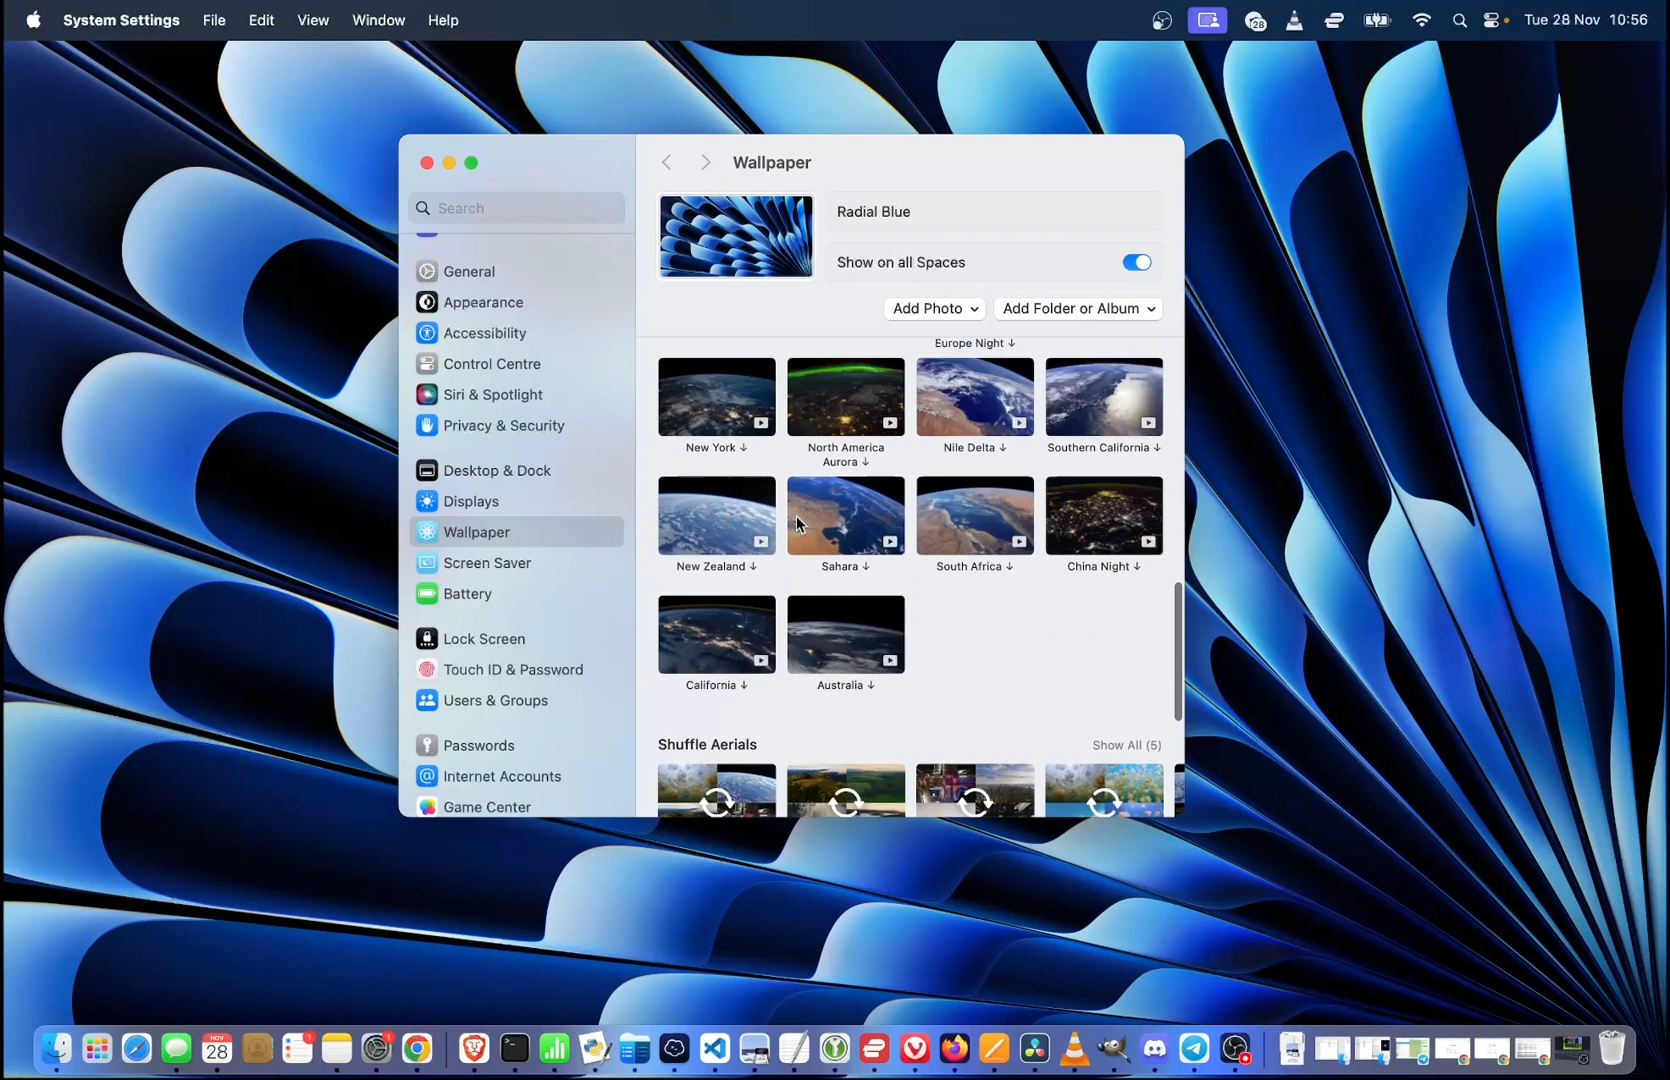 System Settings File Edit View Window Help 28 Tue 28 Nov 10:56
Wallpaper
Search
Radial Blue
Show on all Spaces
Add Photo Add Folder or Album
General
Appearance
Accessibility
Control Centre
Siri & Spotlight
Privacy & Security
Desktop & Dock
Displays
Wallpaper
Screen Saver
Battery
Lock Screen
Touch ID & Password
Users & Groups
Passwords
Internet Accounts
Game Center
Europe Night ↓
New York ↓ North America Nile Delta ↓ Southern California ↓
Aurora ↓
New Zealand ↓ Sahara ↓ South Africa ↓ China Night ↓
California ↓ Australia ↓
Shuffle Aerials Show All (5)
NOV 1 1
28